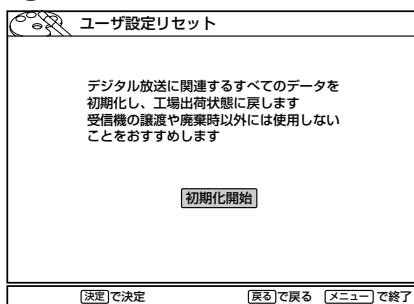 ユーザ設定リセット
デジタル放送に関連するすべてのデータを
初期化し、工場出荷状態に戻します
受信機の譲渡や廃棄時以外には使用しない
ことをおすすめします
初期化開始
決定で決定 戻るで戻る メニューで終了